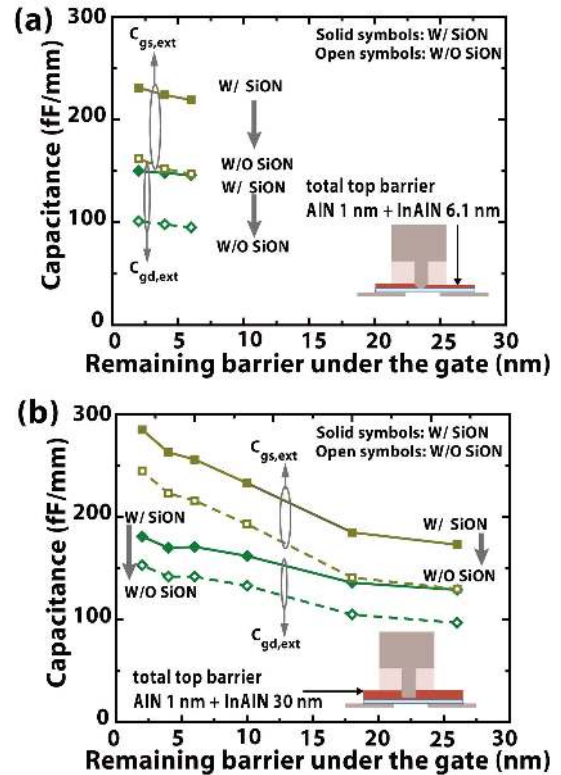 (a)
300
Cgs,ext
Solid symbols: W/ SiON
Open symbols: W/O SiON
W/ SiON
200
W/O SiON
W/ SiON
total top barrier
AlN 1 nm + InAlN 6.1 nm
100
W/O SiON
Cgd,ext
0
0 5 10 15 20 25 30
Capacitance (fF/mm)
Remaining barrier under the gate (nm)
(b)
300
Solid symbols: W/ SiON
Open symbols: W/O SiON
Cgs,ext
200
W/ SiON
W/ SiON
W/O SiON
W/O SiON
100
Cgd,ext
total top barrier
AlN 1 nm + InAlN 30 nm
0
0 5 10 15 20 25 30
Capacitance (fF/mm)
Remaining barrier under the gate (nm)